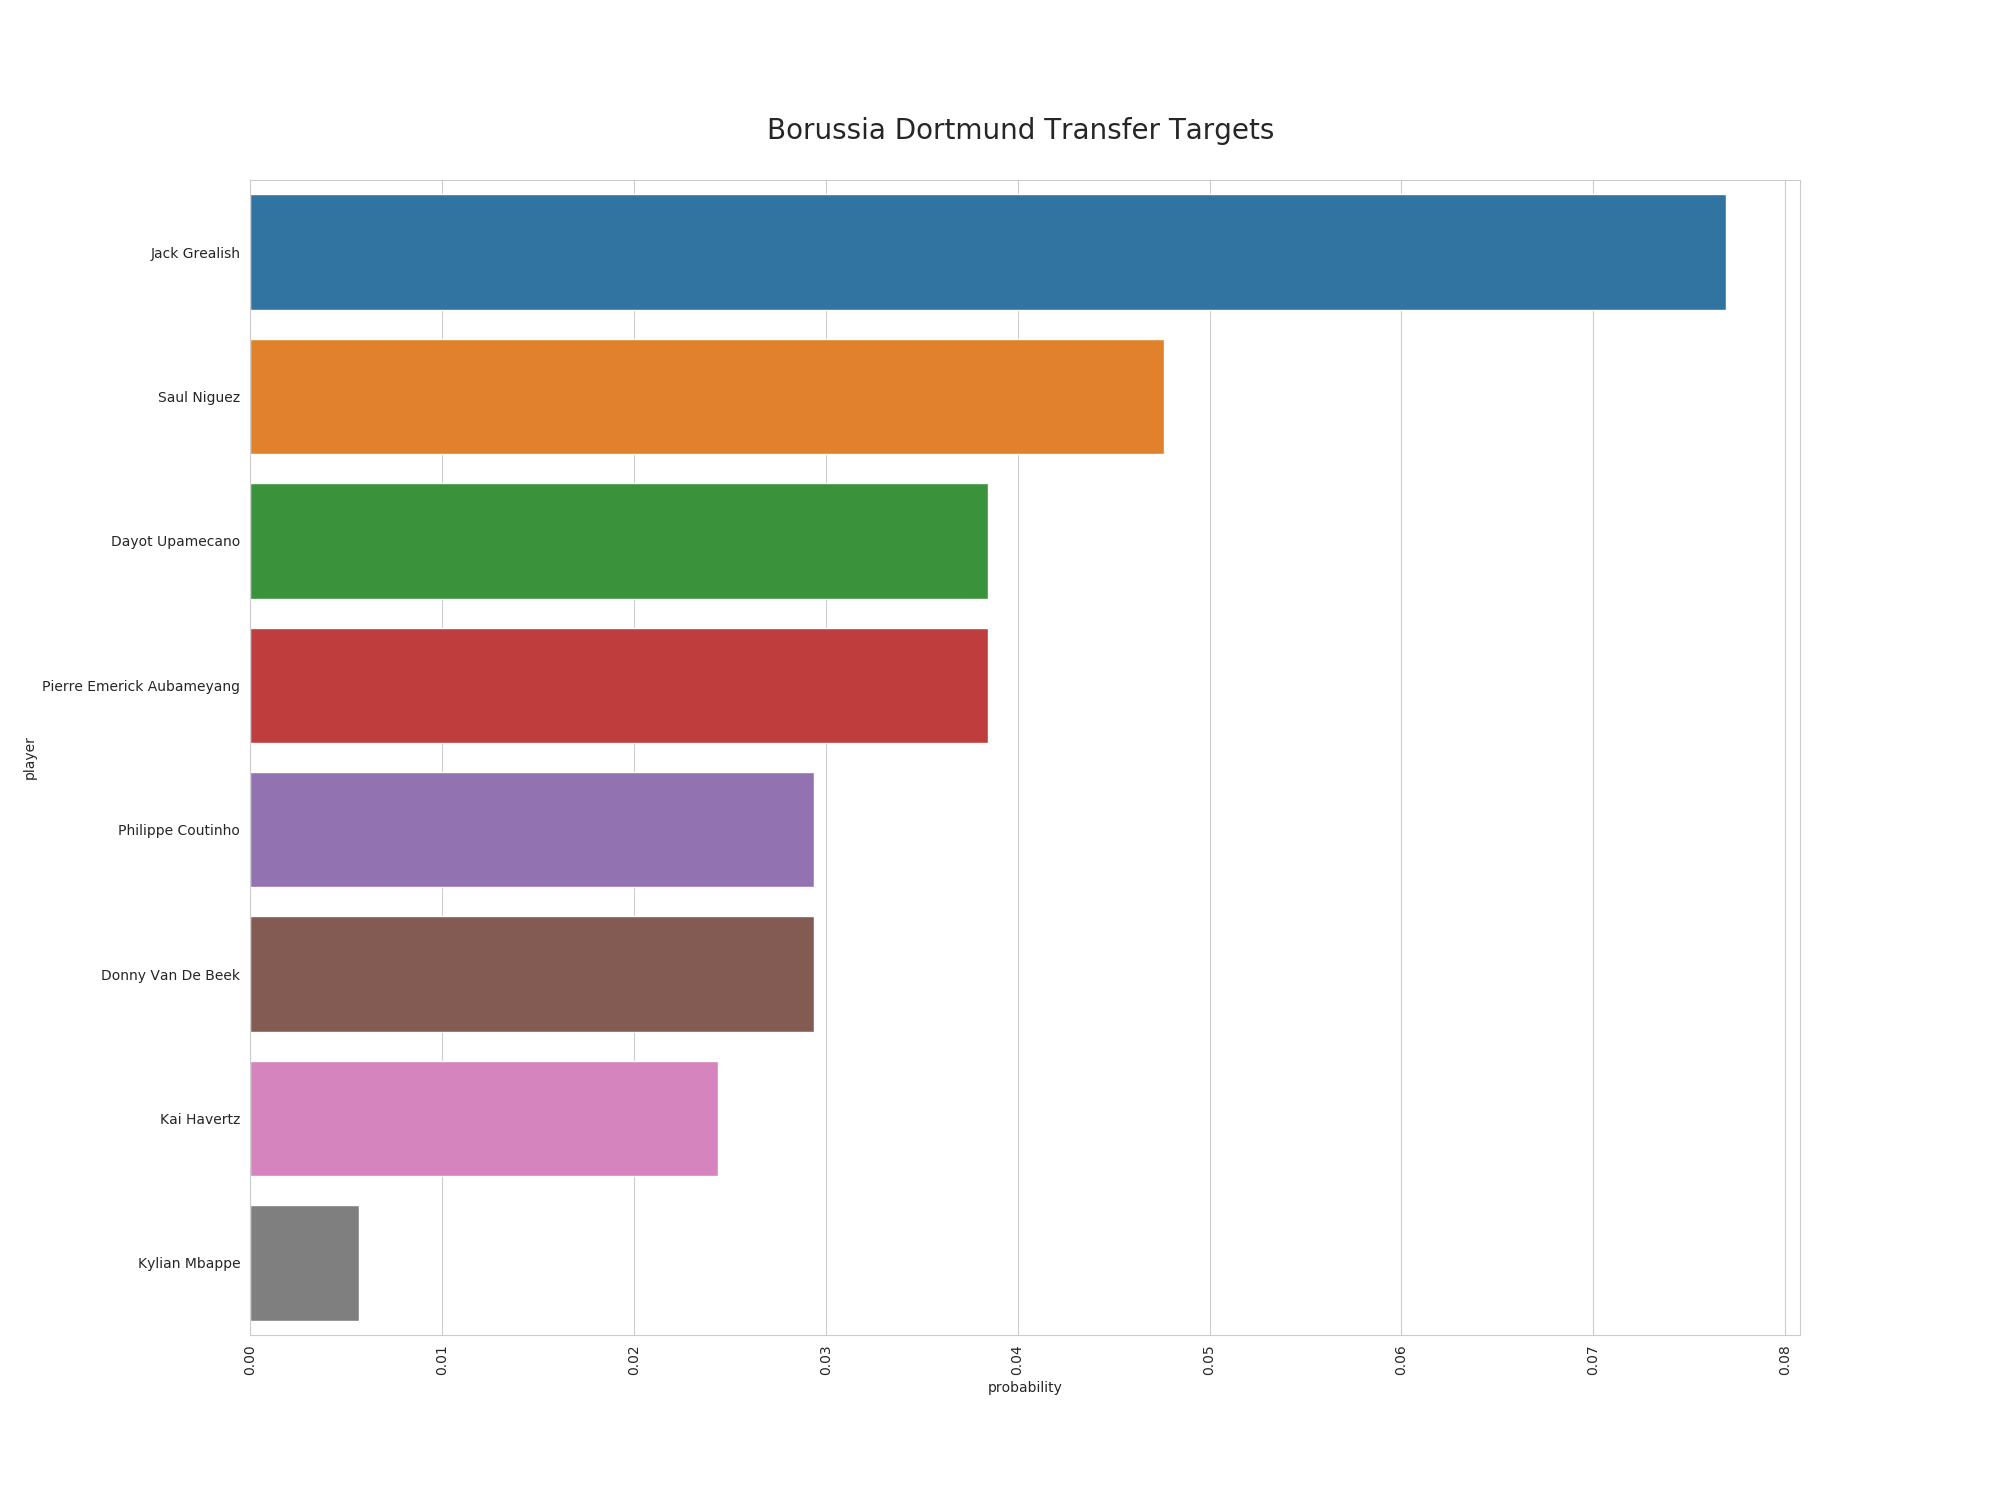 Borussia Dortmund Transfer Targets
Jack Grealish
Saul Niguez
Dayot Upamecano
Pierre Emerick Aubameyang
Philippe Coutinho
Donny Van De Beek
Kai Havertz
Kylian Mbappe
player
0.00
0.01
0.02
0.03
0.04
0.05
0.06
0.07
0.08
probability